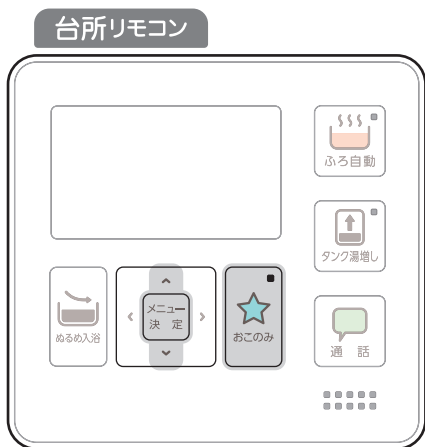 台所リモコン
ふろ自動
タンク湯増し
ぬるめ入浴
メニュー
決 定
おこのみ
通 話